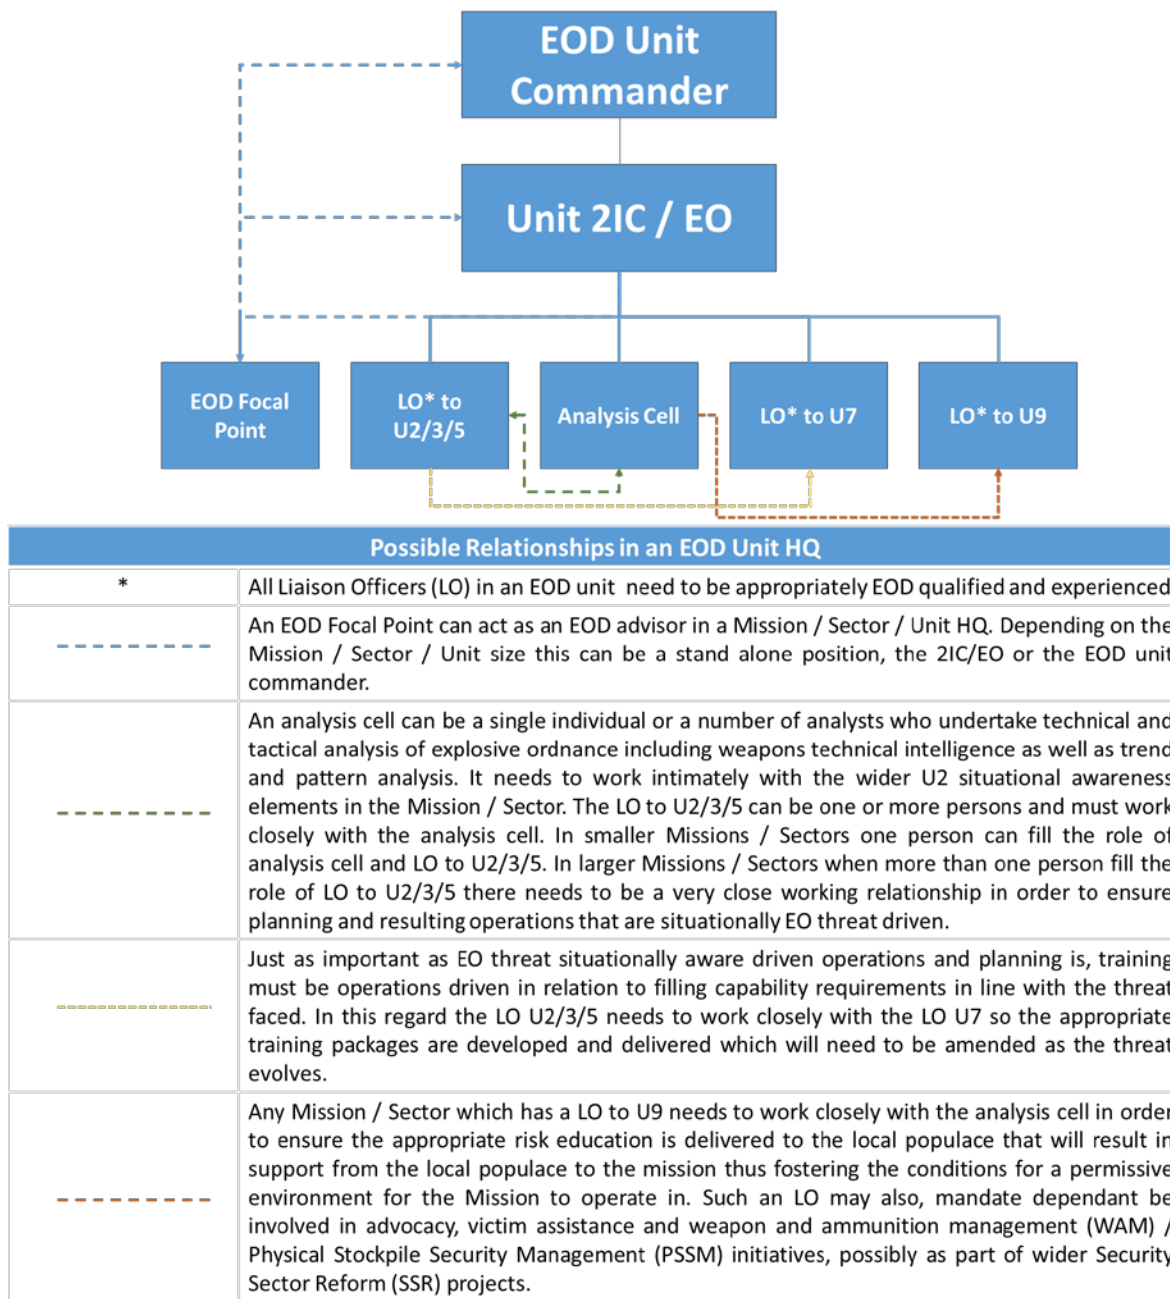 EOD Unit
Commander
Unit 2IC / EO
EOD Focal
Point
LO* to
U2/3/5
Analysis Cell
LO* to U7
LO* to U9
Possible Relationships in an EOD Unit HQ
*
All Liaison Officers (LO) in an EOD unit need to be appropriately EOD qualified and experienced
An EOD Focal Point can act as an EOD advisor in a Mission / Sector / Unit HQ. Depending on the
Mission / Sector / Unit size this can be a stand alone position, the 2IC/EO or the EOD unit
commander.
An analysis cell can be a single individual or a number of analysts who undertake technical and
tactical analysis of explosive ordnance including weapons technical intelligence as well as trend
and pattern analysis. It needs to work intimately with the wider U2 situational awareness
elements in the Mission / Sector. The LO to U2/3/5 can be one or more persons and must work
closely with the analysis cell. In smaller Missions / Sectors one person can fill the role of
analysis cell and LO to U2/3/5. In larger Missions / Sectors when more than one person fill the
role of LO to U2/3/5 there needs to be a very close working relationship in order to ensure
planning and resulting operations that are situationally EO threat driven.
Just as important as EO threat situationally aware driven operations and planning is, training
must be operations driven in relation to filling capability requirements in line with the threat
faced. In this regard the LO U2/3/5 needs to work closely with the LO U7 so the appropriate
training packages are developed and delivered which will need to be amended as the threat
evolves.
Any Mission / Sector which has a LO to U9 needs to work closely with the analysis cell in order
to ensure the appropriate risk education is delivered to the local populace that will result in
support from the local populace to the mission thus fostering the conditions for a permissive
environment for the Mission to operate in. Such an LO may also, mandate dependant be
involved in advocacy, victim assistance and weapon and ammunition management (WAM) /
Physical Stockpile Security Management (PSSM) initiatives, possibly as part of wider Security
Sector Reform (SSR) projects.